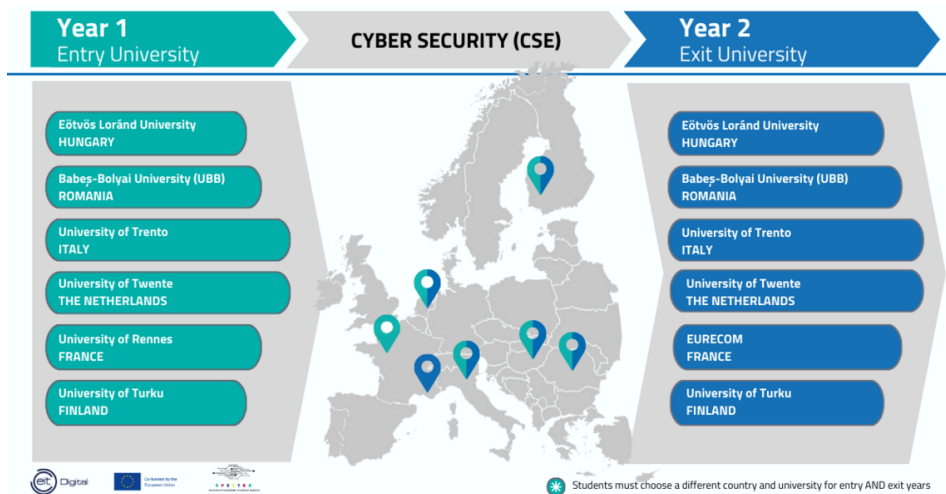 Year 1
Entry University
CYBER SECURITY (CSE)
Year 2
Exit University
Eötvös Loránd University
HUNGARY
Babeș-Bolyai University (UBB)
ROMANIA
University of Trento
ITALY
University of Twente
THE NETHERLANDS
University of Rennes
FRANCE
University of Turku
FINLAND
Eötvös Loránd University
HUNGARY
Babeș-Bolyai University (UBB)
ROMANIA
University of Trento
ITALY
University of Twente
THE NETHERLANDS
EURECOM
FRANCE
University of Turku
FINLAND
eit Digital
Co-funded by the
European Union
Students must choose a different country and university for entry AND exit years